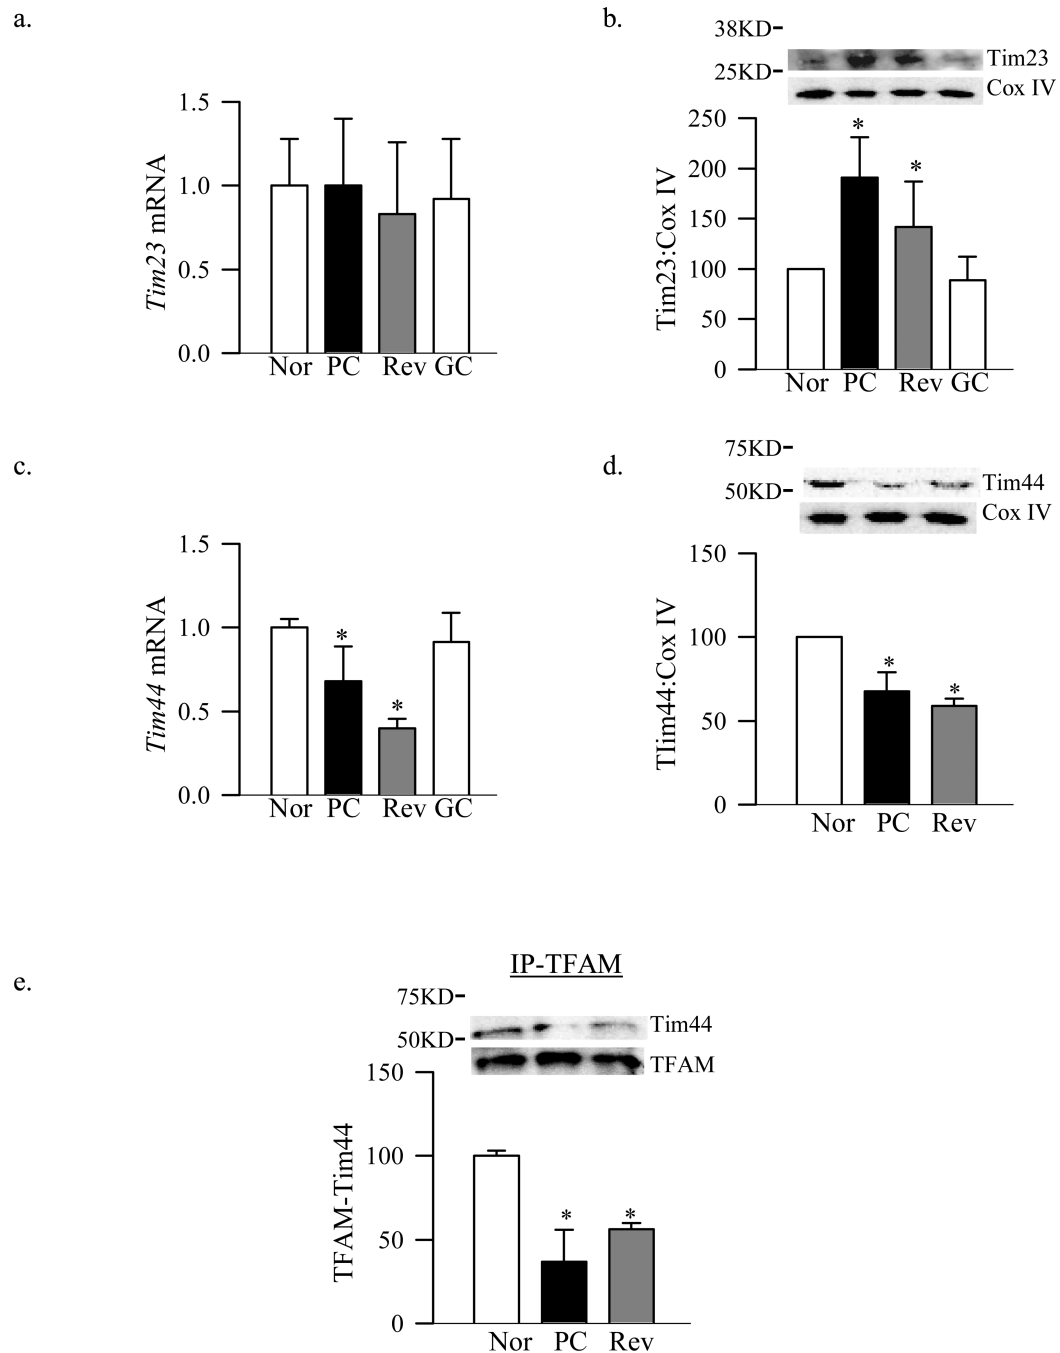 a.
1.5
1.0
0.5
0.0
Tim23 mRNA
Nor PC Rev GC
b.
38KD
25KD
Tim23
Cox IV
250
200
150
100
50
0
Tim23:Cox IV
*
*
Nor PC Rev GC
c.
1.5
1.0
0.5
0.0
Tim44 mRNA
*
*
Nor PC Rev GC
d.
75KD
50KD
Tim44
Cox IV
150
100
50
0
TIim44:Cox IV
*
*
Nor PC Rev
e.
IP-TFAM
75KD
50KD
Tim44
TFAM
150
100
50
0
TFAM-Tim44
*
*
Nor PC Rev